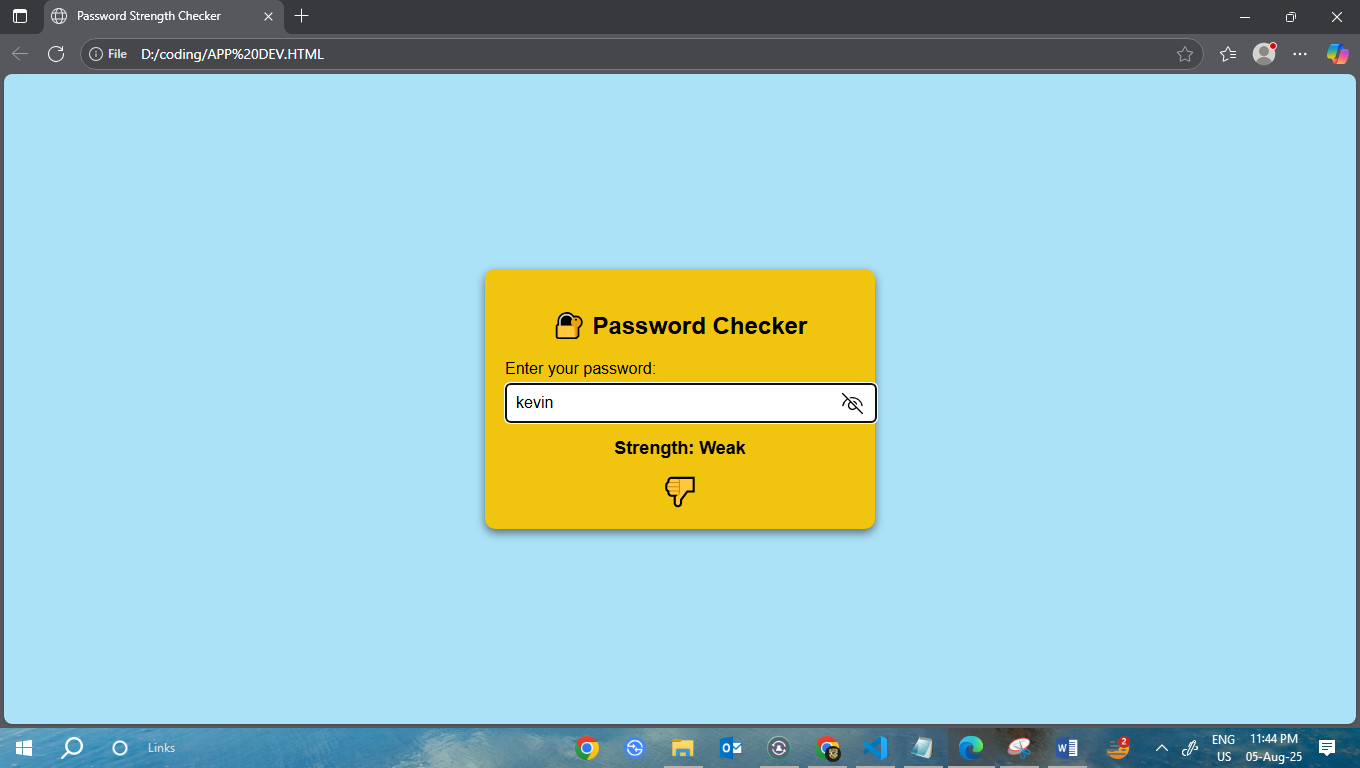 Password Strength Checker
File D:/coding/APP%20DEV.HTML
Password Checker
Enter your password:
kevin
Strength: Weak
Links
2
ENG
US
11:44 PM
05-Aug-25